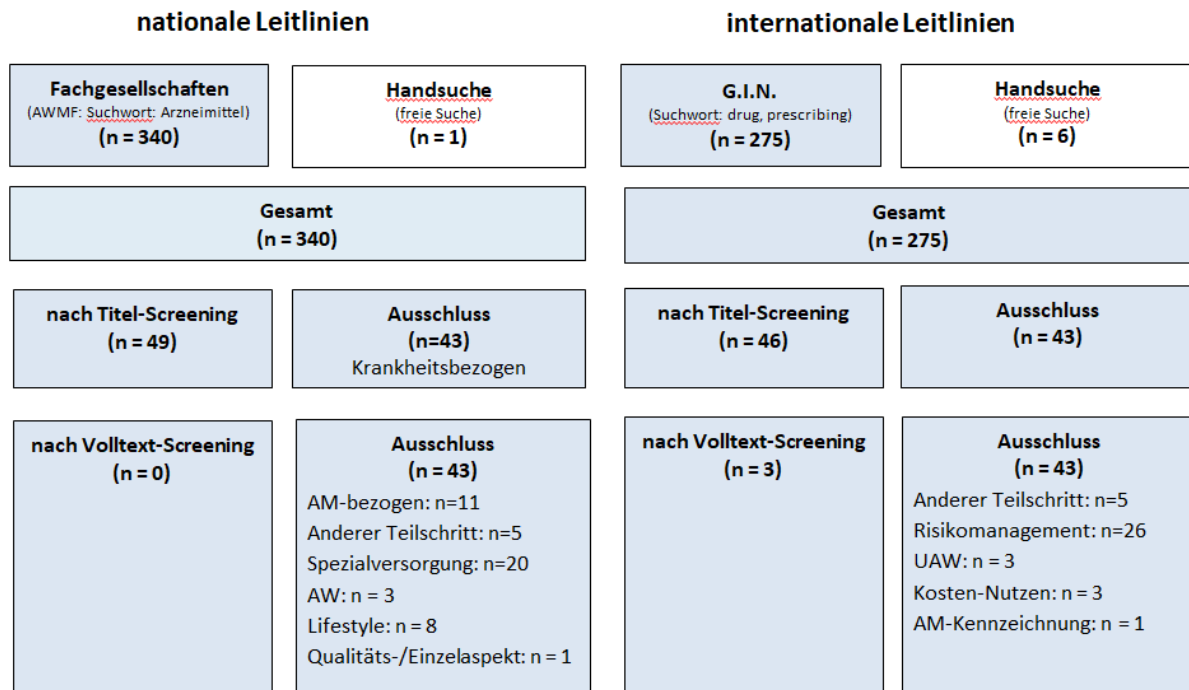 nationale Leitlinien
internationale Leitlinien
Fachgesellschaften
(AWMF: Suchwort: Arzneimittel)
(n = 340)
Handsuche
(freie Suche)
(n = 1)
G.I.N.
(Suchwort: drug, prescribing)
(n = 275)
Handsuche
(freie Suche)
(n = 6)
Gesamt
(n = 340)
Gesamt
(n = 275)
nach Titel-Screening
(n = 49)
Ausschluss
(n=43)
Krankheitsbezogen
nach Titel-Screening
(n = 46)
Ausschluss
(n = 43)
nach Volltext-Screening
(n = 0)
Ausschluss
(n = 43)
AM-bezogen: n=11
Anderer Teilschritt: n=5
Spezialversorgung: n=20
AW: n = 3
Lifestyle: n = 8
Qualitäts-/Einzelaspekt: n = 1
nach Volltext-Screening
(n = 3)
Ausschluss
(n = 43)
Anderer Teilschritt: n=5
Risikomanagement: n=26
UAW: n = 3
Kosten-Nutzen: n = 3
AM-Kennzeichnung: n = 1